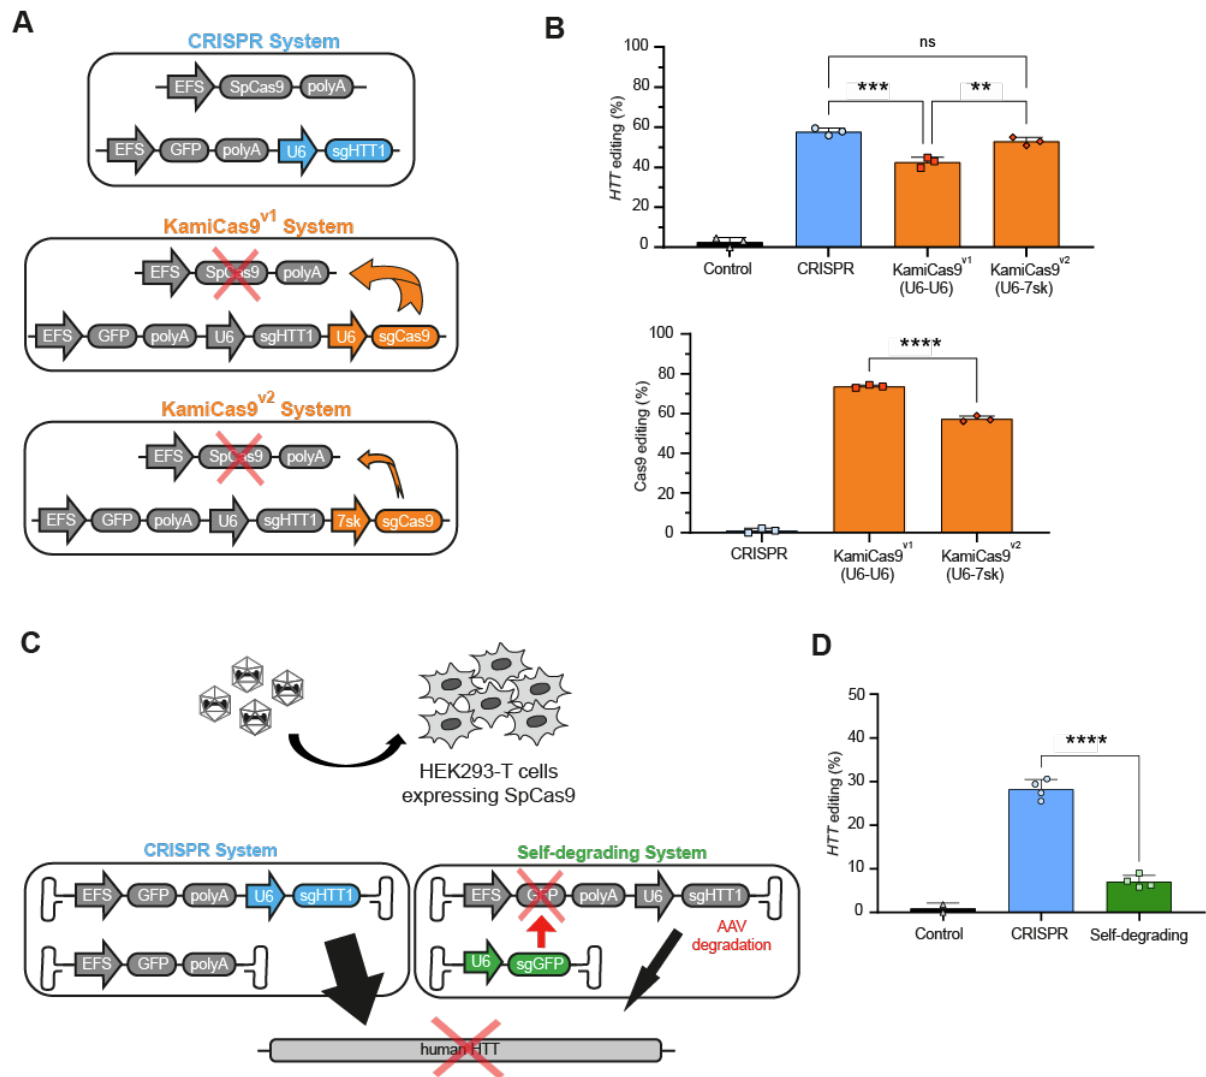 A
CRISPR System
EFS SpCas9 polyA
EFS GFP polyA U6 sgHTT1
KamiCas9v1 System
EFS SpCas9 polyA
EFS GFP polyA U6 sgHTT1 U6 sgCas9
KamiCas9v2 System
EFS SpCas9 polyA
EFS GFP polyA U6 sgHTT1 7sk sgCas9
B
HTT editing (%)
100
80
60
40
20
0
ns
*** **
Control CRISPR KamiCas9v1 KamiCas9v2
(U6-U6) (U6-7sk)
Cas9 editing (%)
100
80
60
40
20
0
****
CRISPR KamiCas9v1 KamiCas9v2
(U6-U6) (U6-7sk)
C
HEK293-T cells
expressing SpCas9
CRISPR System
EFS GFP polyA U6 sgHTT1
EFS GFP polyA
Self-degrading System
EFS GFP polyA U6 sgHTT1
AAV
degradation
U6 sgGFP
human HTT
D
HTT editing (%)
50
40
30
20
10
0
****
Control CRISPR Self-degrading